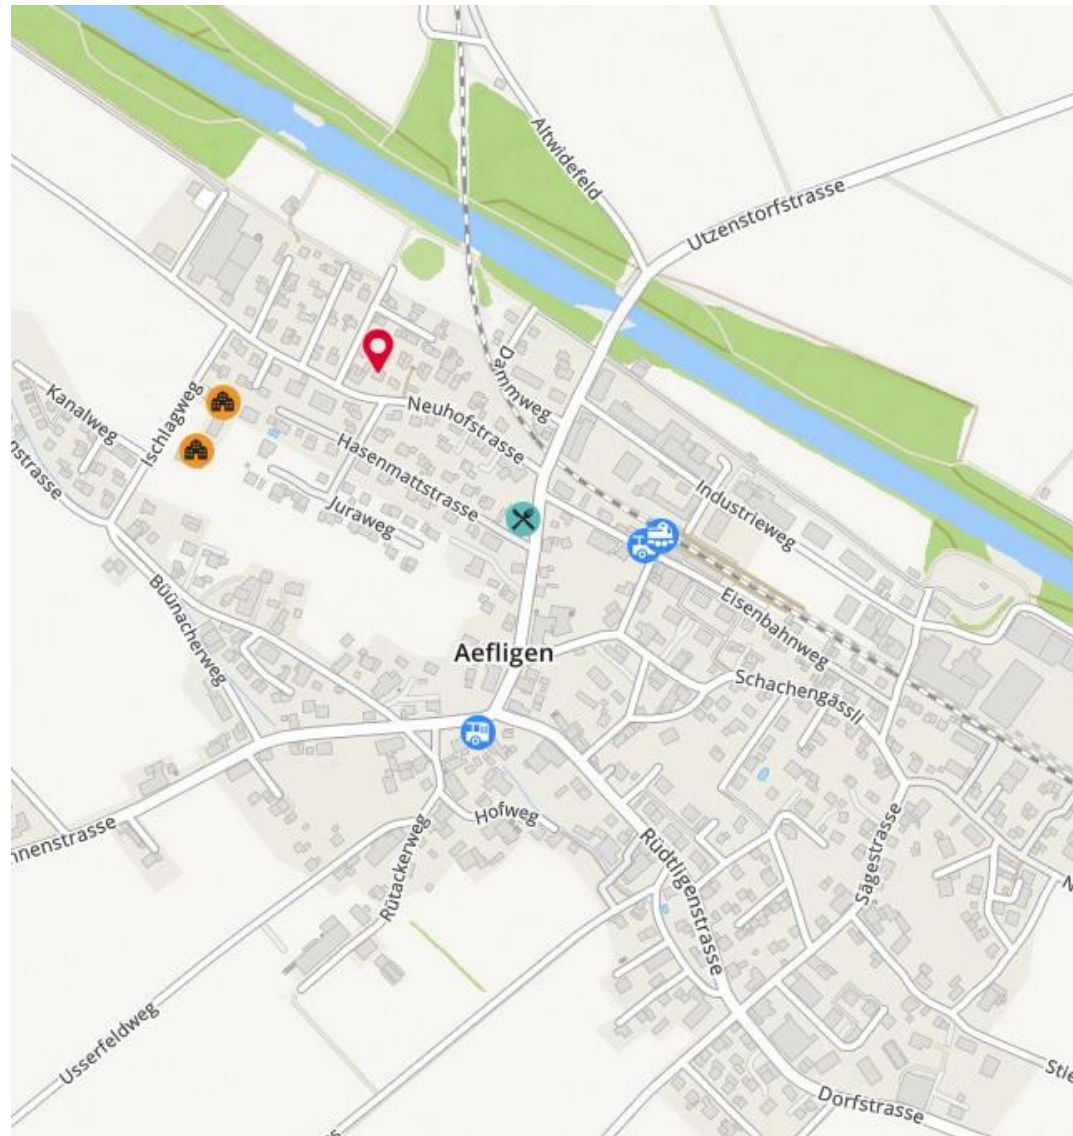 Altwidefeld
Utzenstorfstrasse
Dammweg
Kanalweg
Ischlagweg
Neuhofstrasse
Hasenmattstrasse
Juraweg
Industrieweg
Eisenbahnweg
Büünacherweg
Aefligen
Schachengässli
Hofweg
Rütackerweg
Rüdtligenstrasse
Sägestrasse
Usserfeldweg
Dorfstrasse